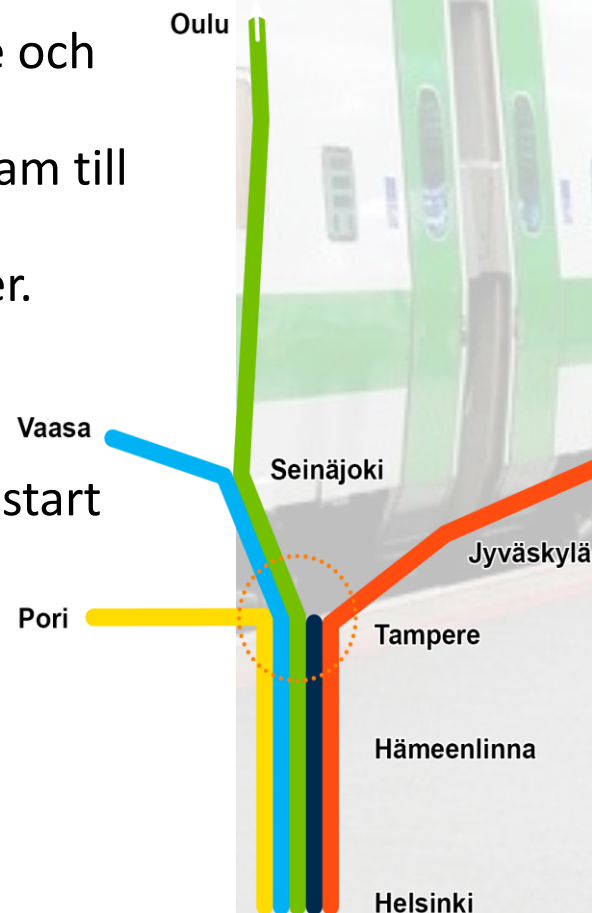 Oulu
och
am till
er.
Vaasa
Seinäjoki
start
Jyväskylä
Pori
Tampere
Hämeenlinna
Helsinki